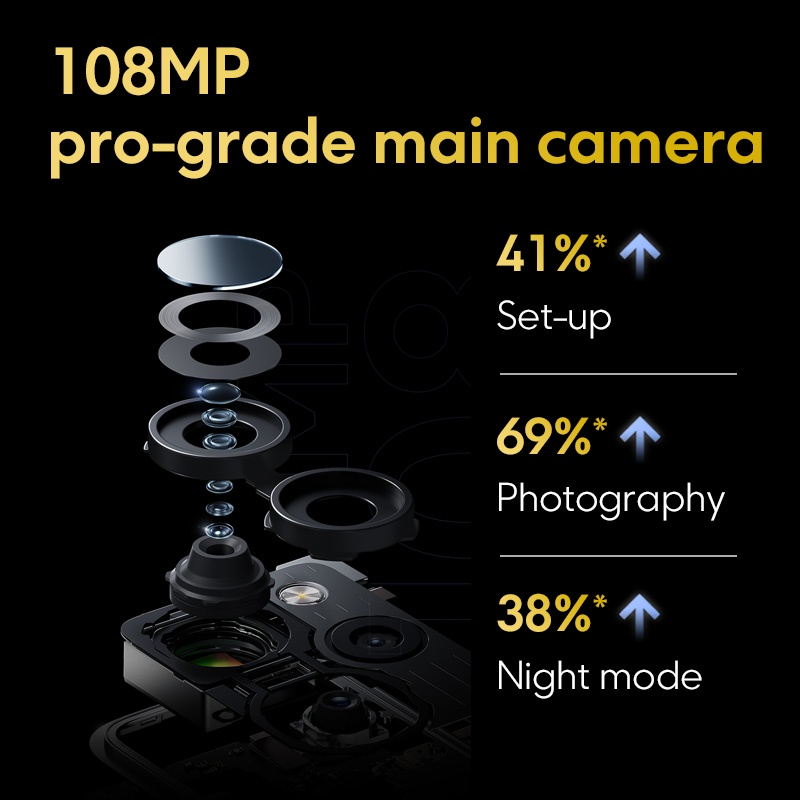 108MP
pro-grade main camera
41%*
Set-up
69%*
Photography
38%*
Night mode